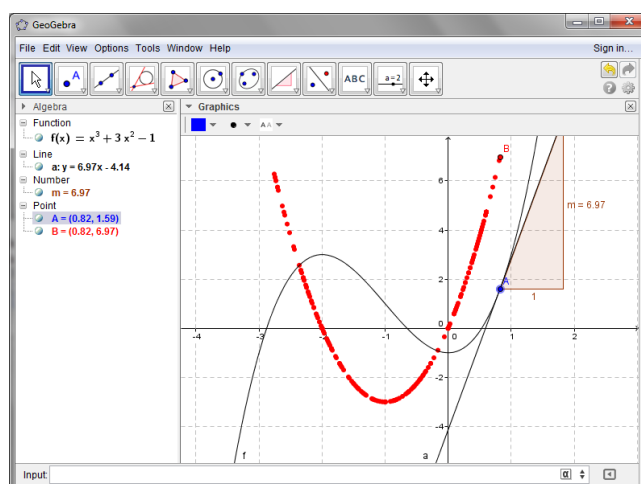 GeoGebra
File Edit View Options Tools Window Help Sign in...
A ABC a=2
Algebra
Function
f(x) = x³ + 3 x² − 1
Line
a: y = 6.97x - 4.14
Number
m = 6.97
Point
A = (0.82, 1.59)
B = (0.82, 6.97)
Graphics
AA
B
6
m = 6.97
4
2
A
1
0
-4 -3 -2 -1 0 1 2
-2
-4
f a
Input: α